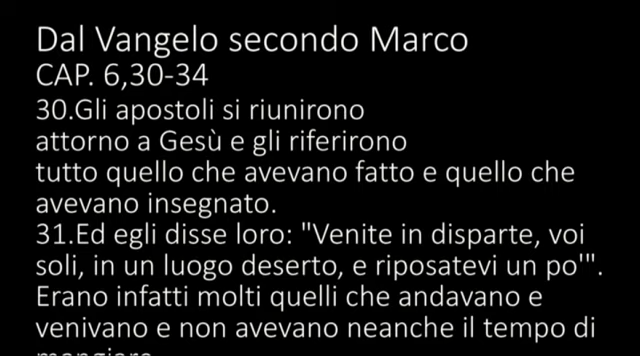 Dal Vangelo secondo Marco
CAP. 6,30-34
30.Gli apostoli si riunirono
attorno a Gesù e gli riferirono
tutto quello che avevano fatto e quello che
avevano insegnato.
31.Ed egli disse loro: "Venite in disparte, voi
soli, in un luogo deserto, e riposatevi un po'".
Erano infatti molti quelli che andavano e
venivano e non avevano neanche il tempo di